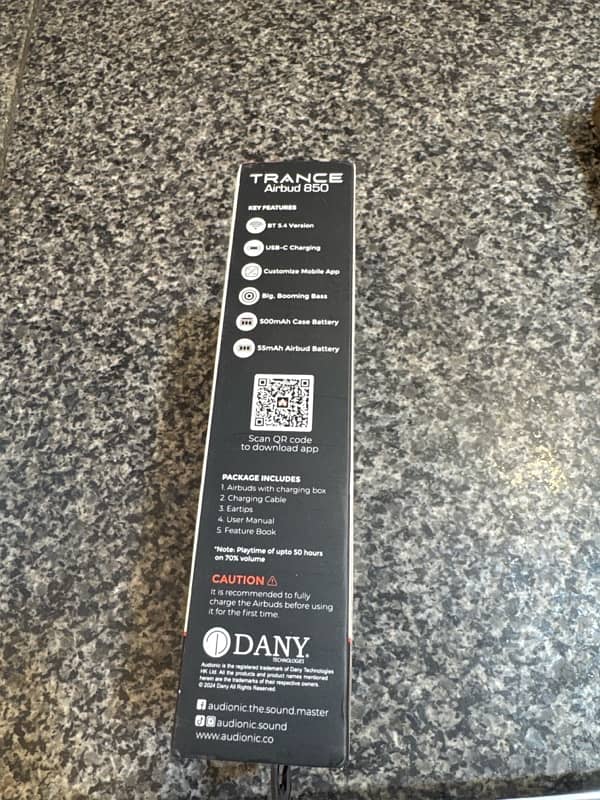 TRANCE
Airbud 850
KEY FEATURES
BT 5.4 Version
USB-C Charging
Customize Mobile App
Big, Booming Bass
500mAh Case Battery
55mAh Airbud Battery
Scan QR code
to download app
PACKAGE INCLUDES
1. Airbuds with charging box
2. Charging Cable
3. Eartips
4. User Manual
5. Feature Book
*Note: Playtime of upto 50 hours
on 70% volume
CAUTION
It is recommended to fully
charge the Airbuds before using
it for the first time.
DANY
TECHNOLOGIES
Audionic is the registered trademark of Dany Technologies
HK Ltd. All the products and product names mentioned
herein are the trademarks of their respective owners.
© 2024 Dany All Rights Reserved.
audionic.the.sound.master
audionic.sound
www.audionic.co